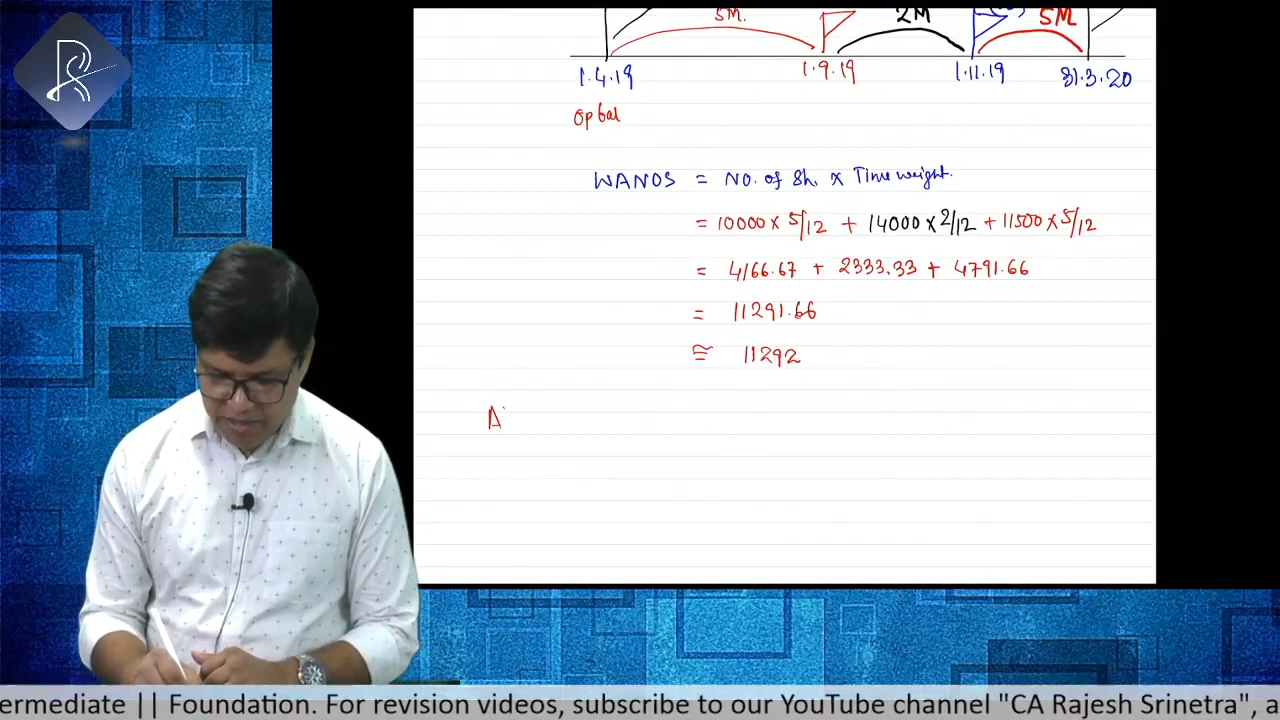 5M. 2M 5M
1.4.19 1.9.19 1.11.19 31.3.20
Op bal
WANOS = No. of Sh. x Time weight.
= 10000 x 5/12 + 14000 x 2/12 + 11500 x 5/12
= 4166.67 + 2333.33 + 4791.66
= 11291.66
≅ 11292
A
ermediate || Foundation. For revision videos, subscribe to our YouTube channel "CA Rajesh Srinetra", a